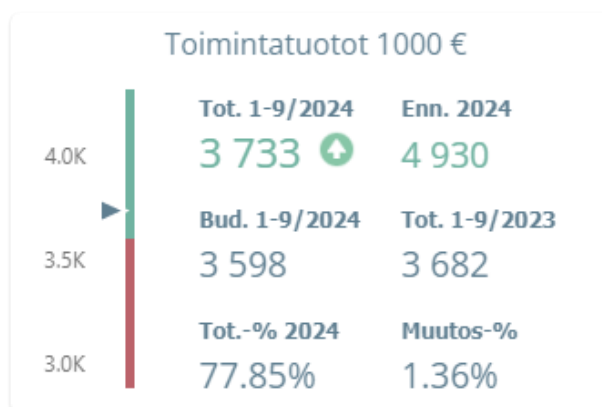 Toimintatuotot 1000 €
Tot. 1-9/2024 Enn. 2024
4.0K 3 733 4 930
Bud. 1-9/2024 Tot. 1-9/2023
3.5K 3 598 3 682
Tot.-% 2024 Muutos-%
3.0K 77.85% 1.36%